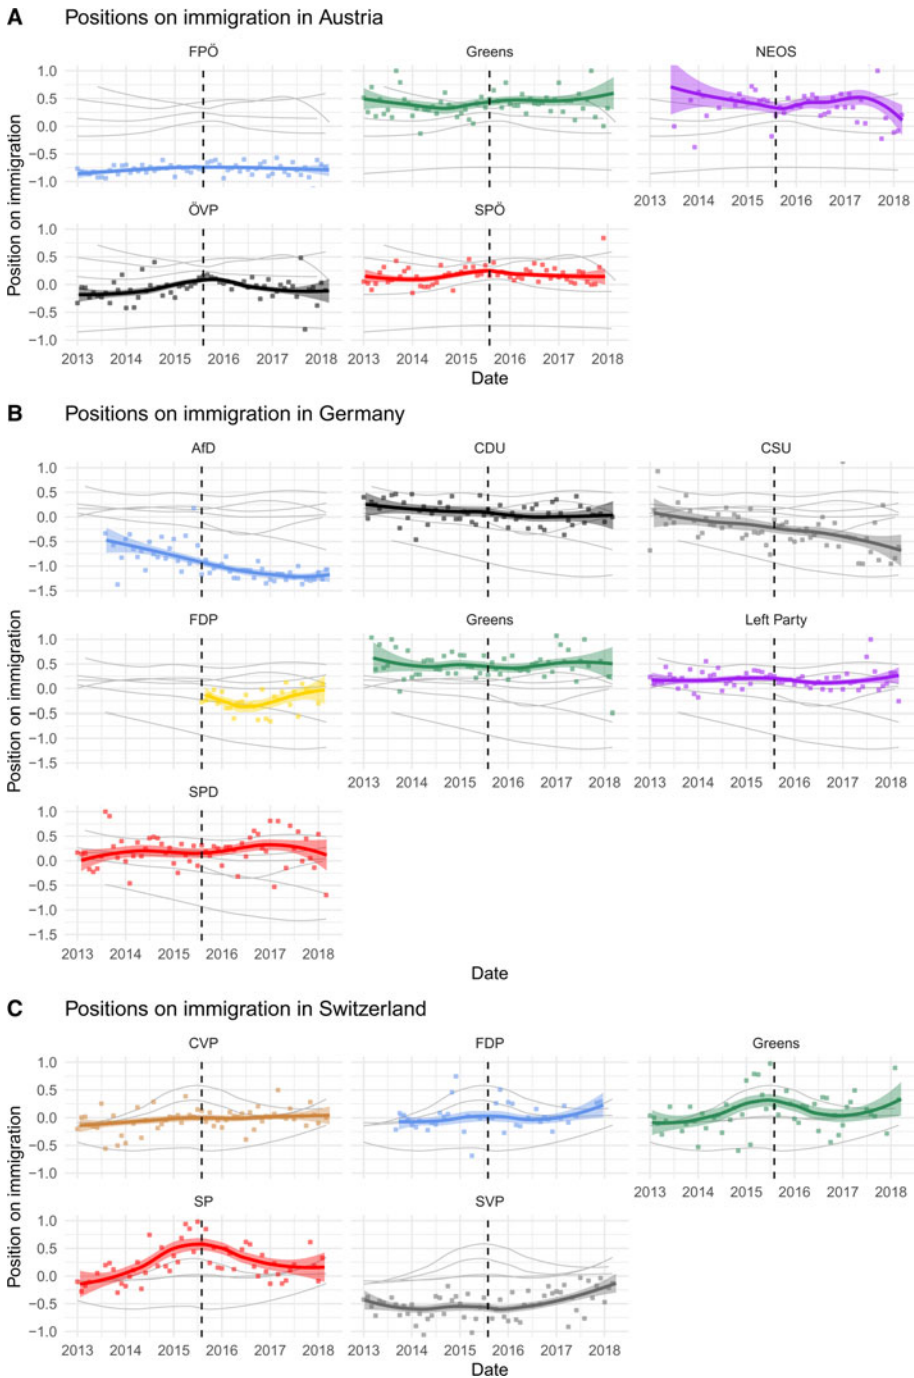 A Positions on immigration in Austria
FPÖ Greens NEOS
1.0
0.5
0.0
−0.5
−1.0
2013 2014 2015 2016 2017 2018
Position on immigration
ÖVP SPÖ
1.0
0.5
0.0
−0.5
−1.0
2013 2014 2015 2016 2017 2018 2013 2014 2015 2016 2017 2018
Date
B Positions on immigration in Germany
AfD CDU CSU
1.0
0.5
0.0
−0.5
−1.0
−1.5
Position on immigration
FDP Greens Left Party
1.0
0.5
0.0
−0.5
−1.0
−1.5
2013 2014 2015 2016 2017 2018 2013 2014 2015 2016 2017 2018
SPD
1.0
0.5
0.0
−0.5
−1.0
−1.5
2013 2014 2015 2016 2017 2018
Date
C Positions on immigration in Switzerland
CVP FDP Greens
1.0
0.5
0.0
−0.5
−1.0
2013 2014 2015 2016 2017 2018
Position on immigration
SP SVP
1.0
0.5
0.0
−0.5
−1.0
2013 2014 2015 2016 2017 2018 2013 2014 2015 2016 2017 2018
Date